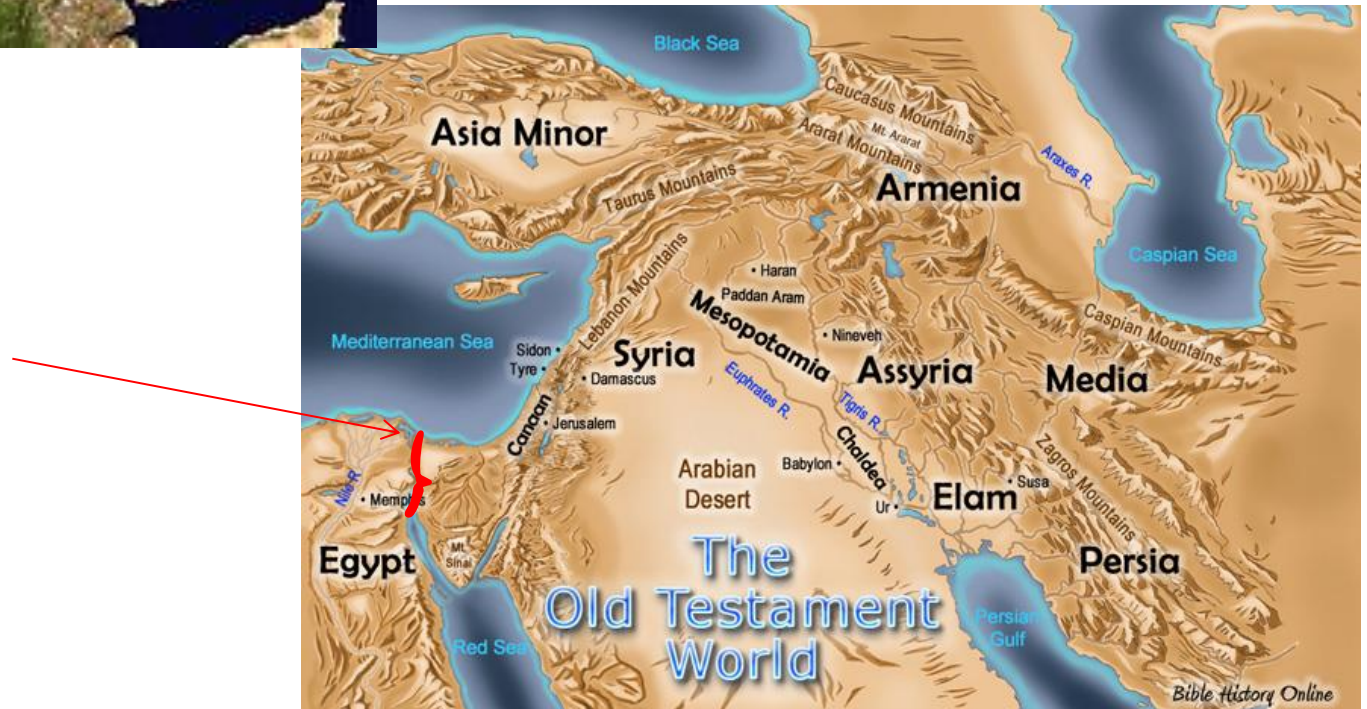 Black Sea
Caucasus Mountains
Asia Minor
Mt. Ararat
Ararat Mountains
Araxes R.
Taurus Mountains
Armenia
Caspian Sea
Haran
Paddan Aram
Lebanon Mountains
Mesopotamia
Caspian Mountains
Mediterranean Sea
Nineveh
Sidon
Syria
Tyre
Assyria
Media
Damascus
Euphrates R.
Tigris R.
Canaan
Jerusalem
Chaldea
Zagros Mountains
Babylon
Arabian
Desert
Nile R.
Memphis
Susa
Elam
Ur
Egypt
Mt.
Sinai
The
Old Testament
World
Persia
Persian
Gulf
Red Sea
Bible History Online